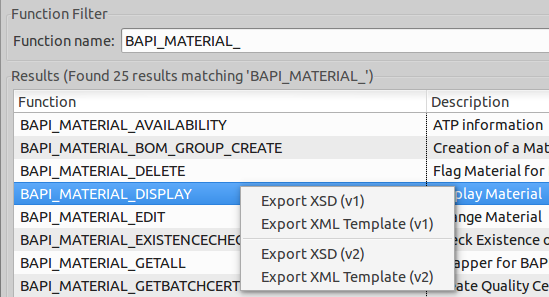 Function Filter
Function name: BAPI_MATERIAL_
Results (Found 25 results matching 'BAPI_MATERIAL_')
Function Description
BAPI_MATERIAL_AVAILABILITY ATP information
BAPI_MATERIAL_BOM_GROUP_CREATE Creation of a Mat
BAPI_MATERIAL_DELETE Flag Material for
BAPI_MATERIAL_DISPLAY play Material
Export XSD (v1)
BAPI_MATERIAL_EDIT ange Material
Export XML Template (v1)
BAPI_MATERIAL_EXISTENCECHEC eck Existence o
Export XSD (v2)
BAPI_MATERIAL_GETALL apper for BAP
Export XML Template (v2)
BAPI_MATERIAL_GETBATCHCERT ate Quality Ce